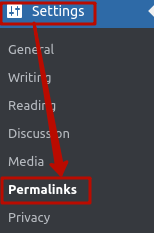 Settings
General
Writing
Reading
Discussion
Media
Permalinks
Privacy